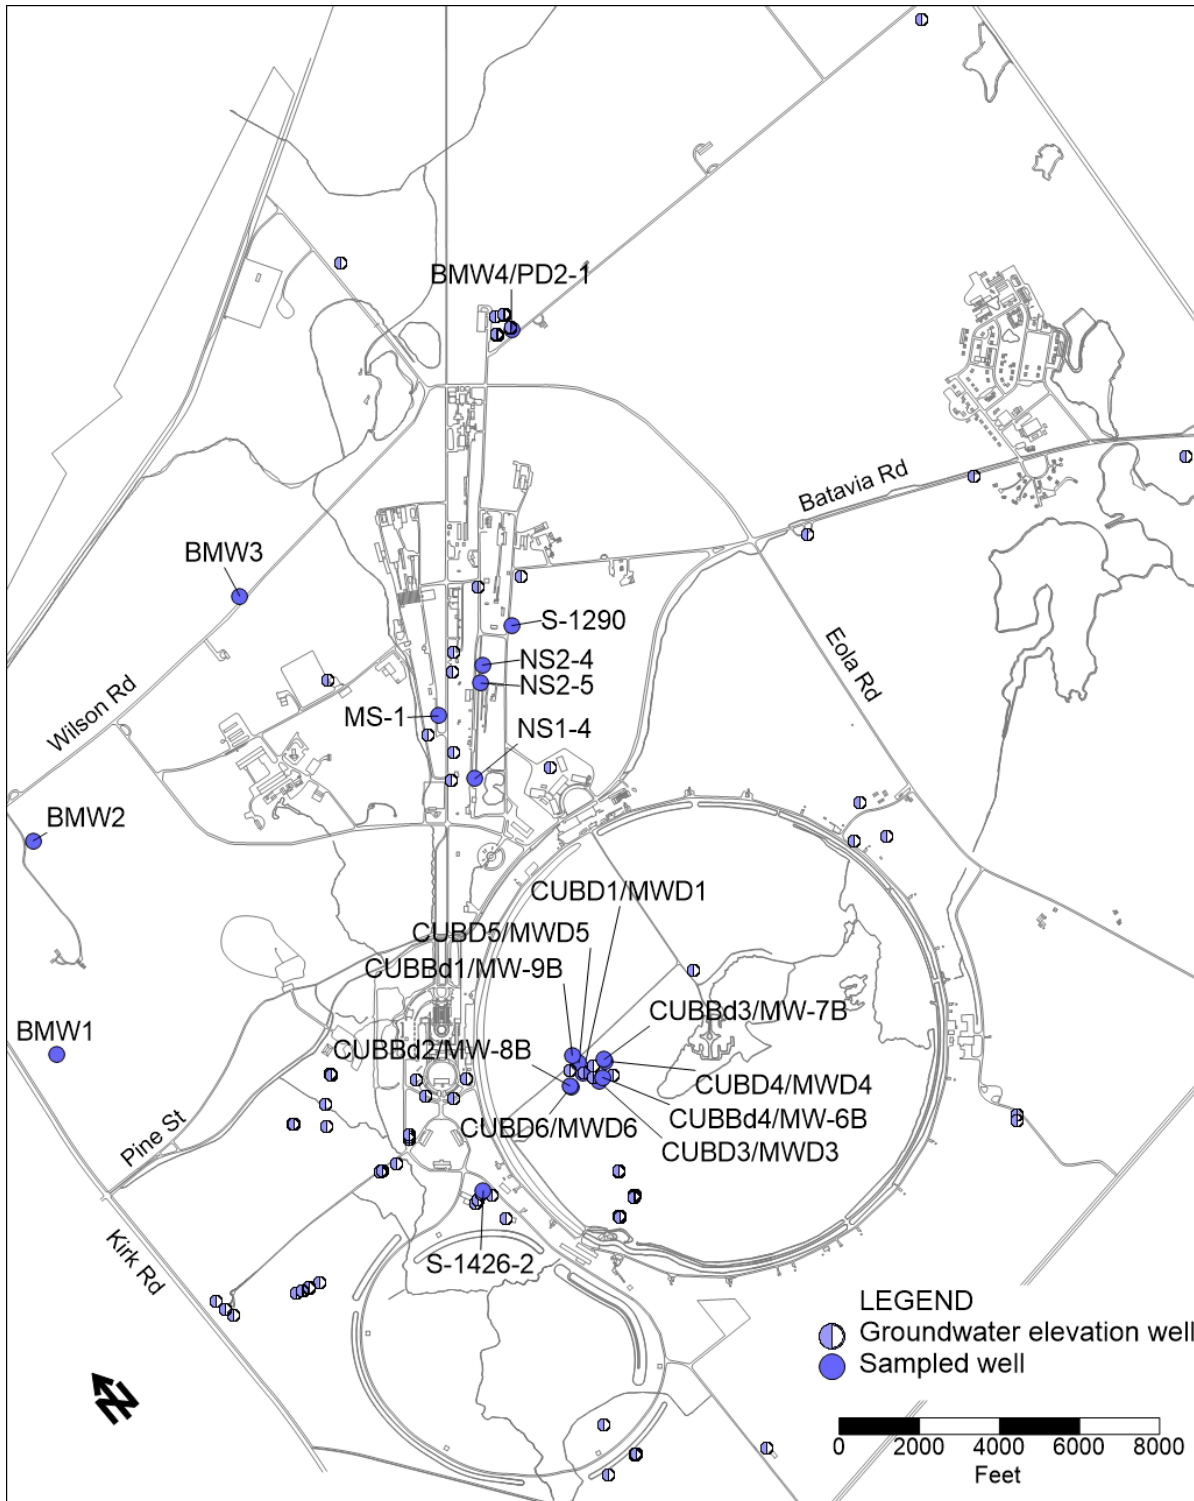 BMW4/PD2-1
Batavia Rd
BMW3
S-1290
NS2-4
Eola Rd
NS2-5
Wilson Rd
MS-1
NS1-4
BMW2
CUBD1/MWD1
CUBD5/MWD5
CUBBd1/MW-9B
CUBBd3/MW-7B
BMW1
CUBBd2/MW-8B
CUBD4/MWD4
CUBBd4/MW-6B
Pine St
CUBD6/MWD6
CUBD3/MWD3
Kirk Rd
S-1426-2
LEGEND
Groundwater elevation well
Sampled well
N
0 2000 4000 6000 8000
Feet